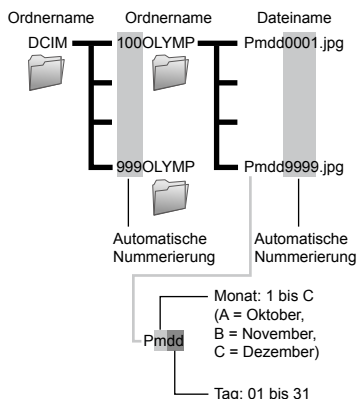 Ordnername Ordnername Dateiname
DCIM 100OLYMP Pmdd0001.jpg
999OLYMP Pmdd9999.jpg
Automatische Nummerierung
Automatische Nummerierung
Pmdd
Monat: 1 bis C
(A = Oktober,
B = November,
C = Dezember)
Tag: 01 bis 31